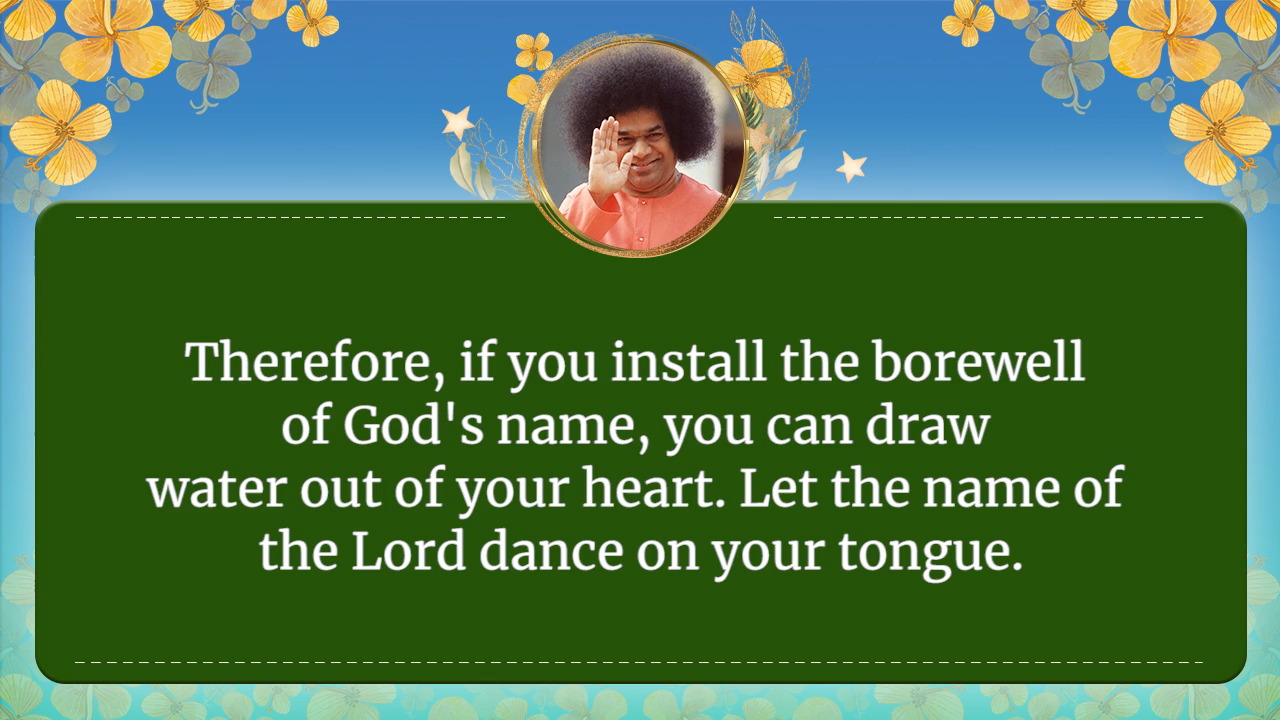 Therefore, if you install the borewell
of God's name, you can draw
water out of your heart. Let the name of
the Lord dance on your tongue.